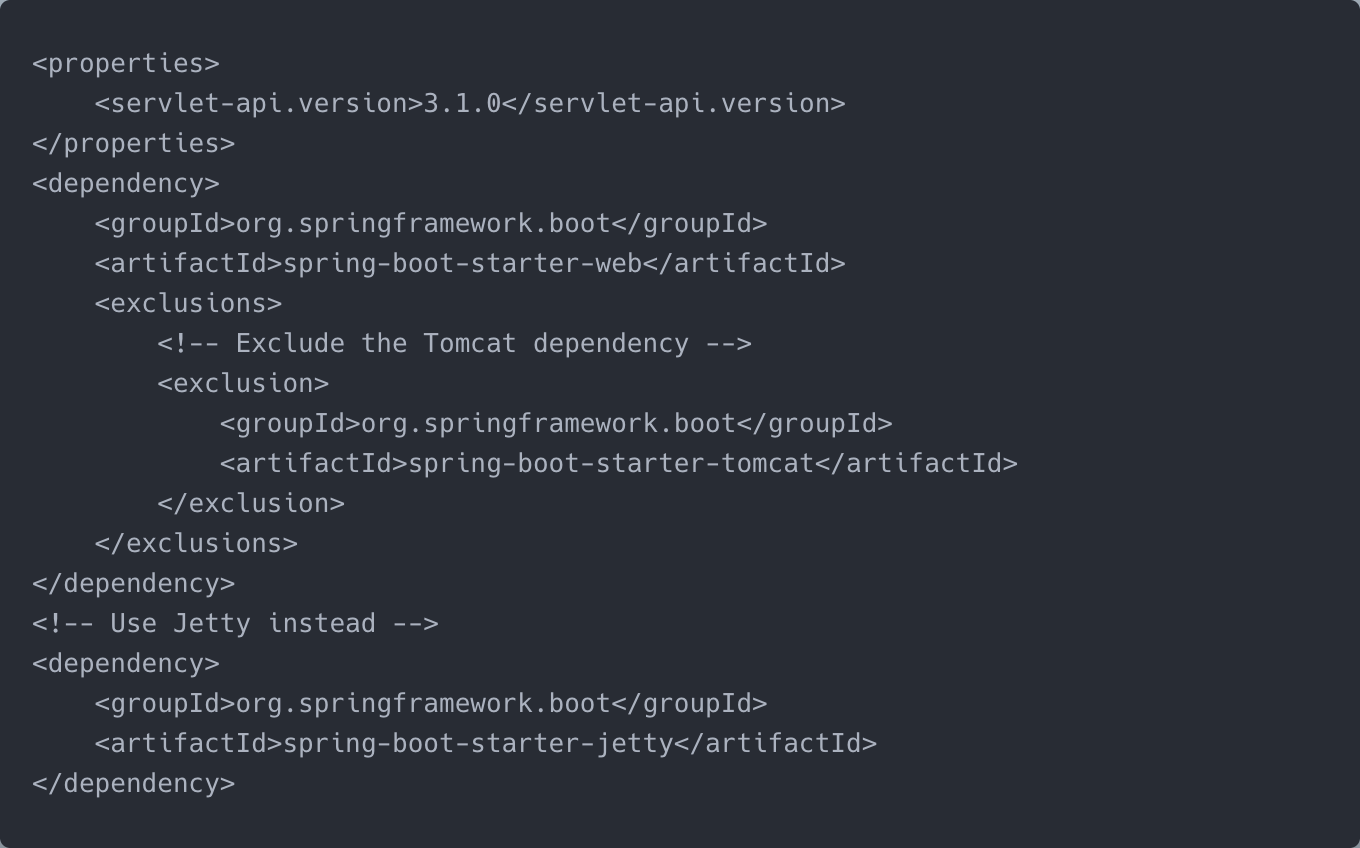 <properties>
    <servlet-api.version>3.1.0</servlet-api.version>
</properties>
<dependency>
    <groupId>org.springframework.boot</groupId>
    <artifactId>spring-boot-starter-web</artifactId>
    <exclusions>
        <!-- Exclude the Tomcat dependency -->
        <exclusion>
            <groupId>org.springframework.boot</groupId>
            <artifactId>spring-boot-starter-tomcat</artifactId>
        </exclusion>
    </exclusions>
</dependency>
<!-- Use Jetty instead -->
<dependency>
    <groupId>org.springframework.boot</groupId>
    <artifactId>spring-boot-starter-jetty</artifactId>
</dependency>